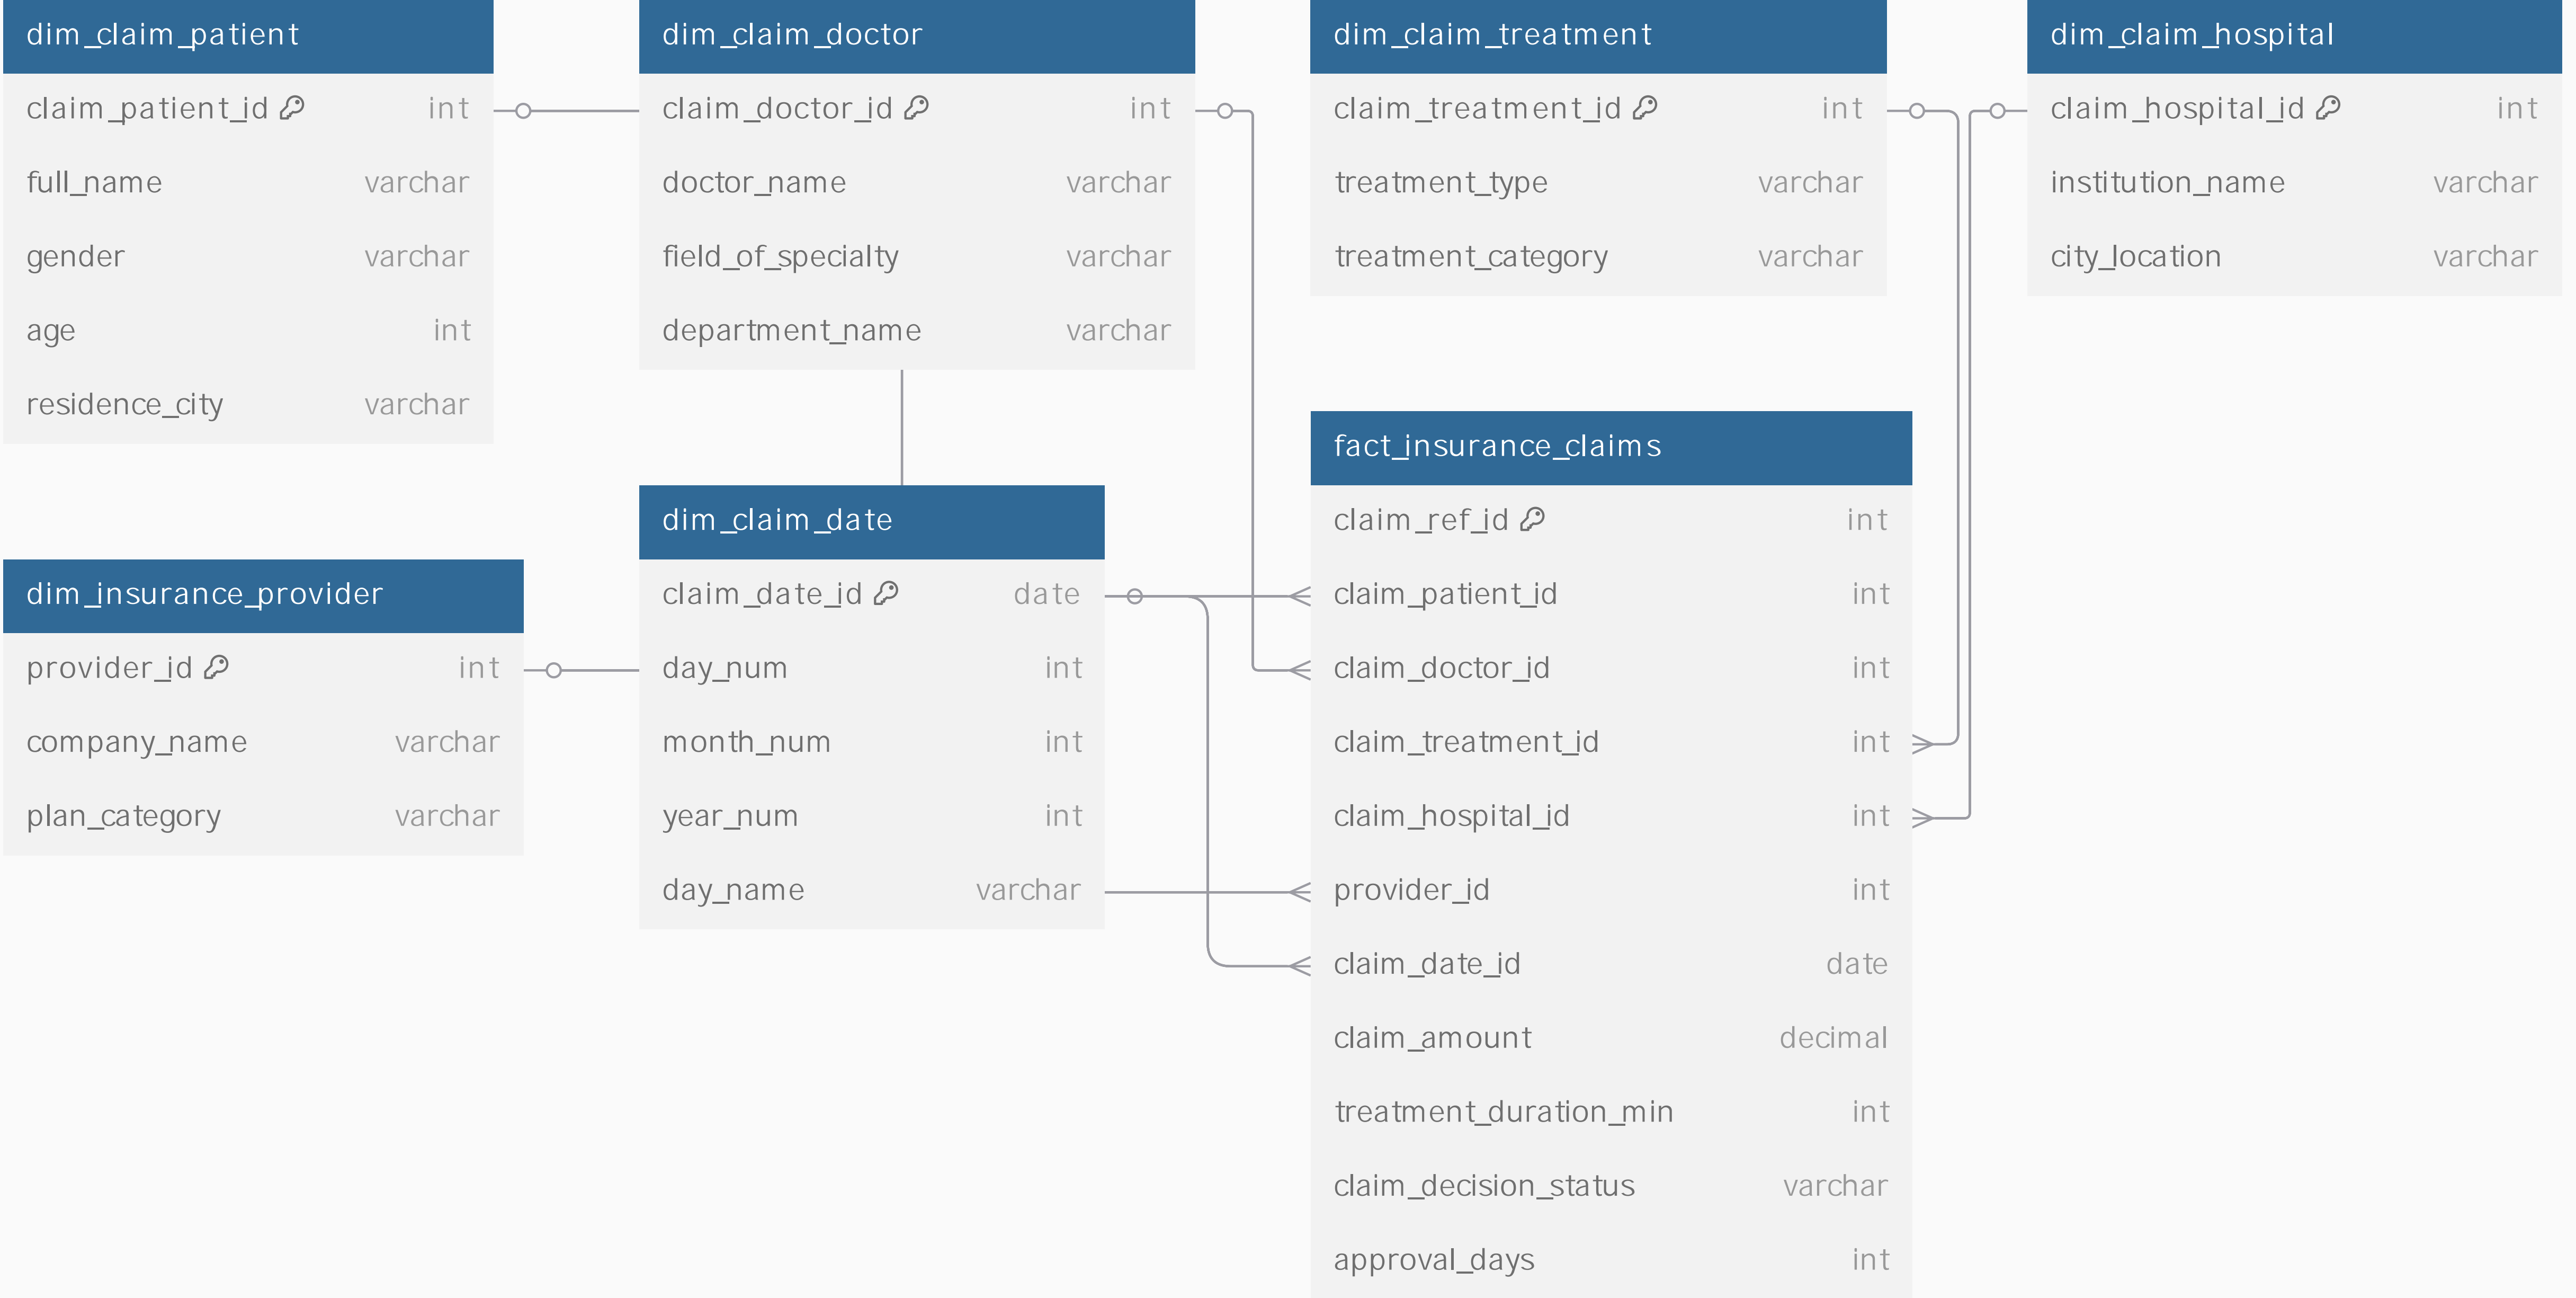 dim_claim_patient
claim_patient_id int
full_name varchar
gender varchar
age int
residence_city varchar
dim_claim_doctor
claim_doctor_id int
doctor_name varchar
field_of_specialty varchar
department_name varchar
dim_claim_treatment
claim_treatment_id int
treatment_type varchar
treatment_category varchar
dim_claim_hospital
claim_hospital_id int
institution_name varchar
city_location varchar
dim_insurance_provider
provider_id int
company_name varchar
plan_category varchar
dim_claim_date
claim_date_id date
day_num int
month_num int
year_num int
day_name varchar
fact_insurance_claims
claim_ref_id int
claim_patient_id int
claim_doctor_id int
claim_treatment_id int
claim_hospital_id int
provider_id int
claim_date_id date
claim_amount decimal
treatment_duration_min int
claim_decision_status varchar
approval_days int